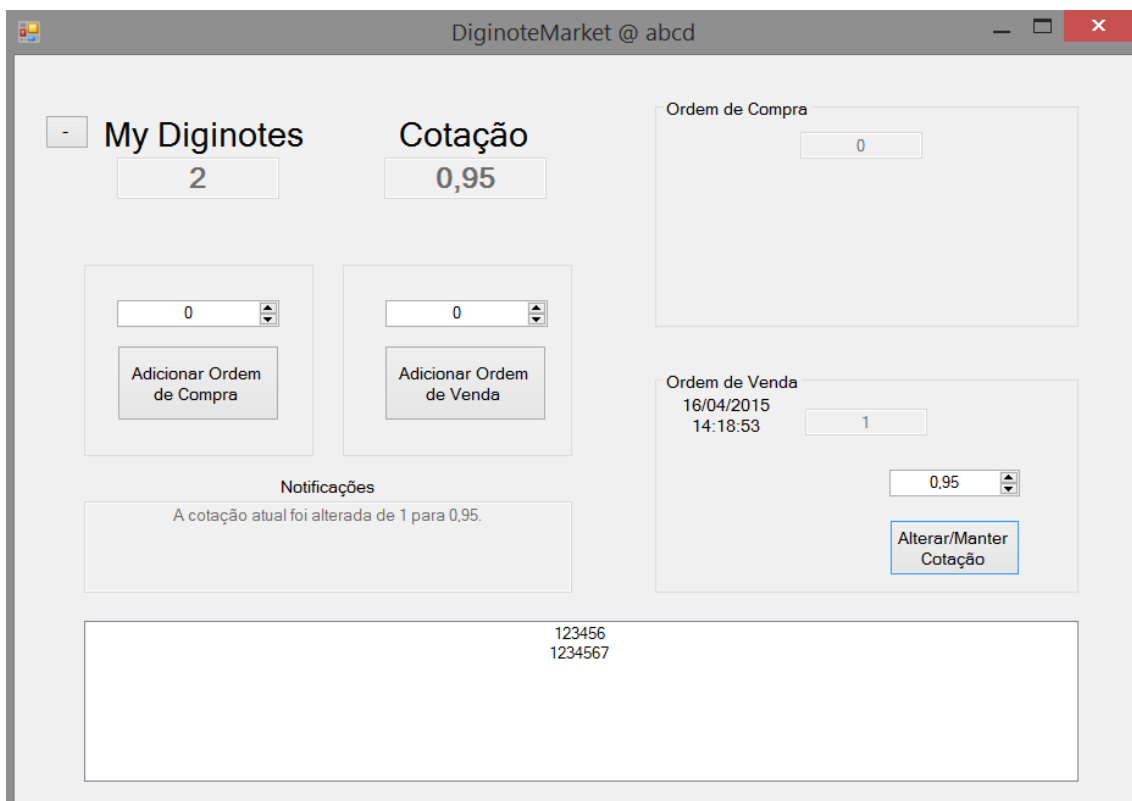 DiginoteMarket @ abcd
-
My Diginotes
2
Cotação
0,95
0
Adicionar Ordem
de Compra
0
Adicionar Ordem
de Venda
Notificações
A cotação atual foi alterada de 1 para 0,95.
Ordem de Compra
0
Ordem de Venda
16/04/2015
14:18:53
1
0,95
Alterar/Manter
Cotação
123456
1234567